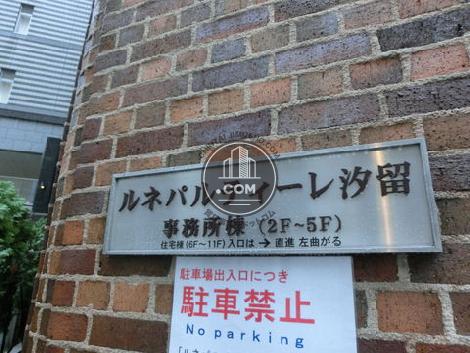 ルネパルティーレ汐留
事務所棟(2F~5F)
住宅棟(6F~11F)入口は→直進 左曲がる
.COM
駐車場出入口につき
駐車禁止
No parking